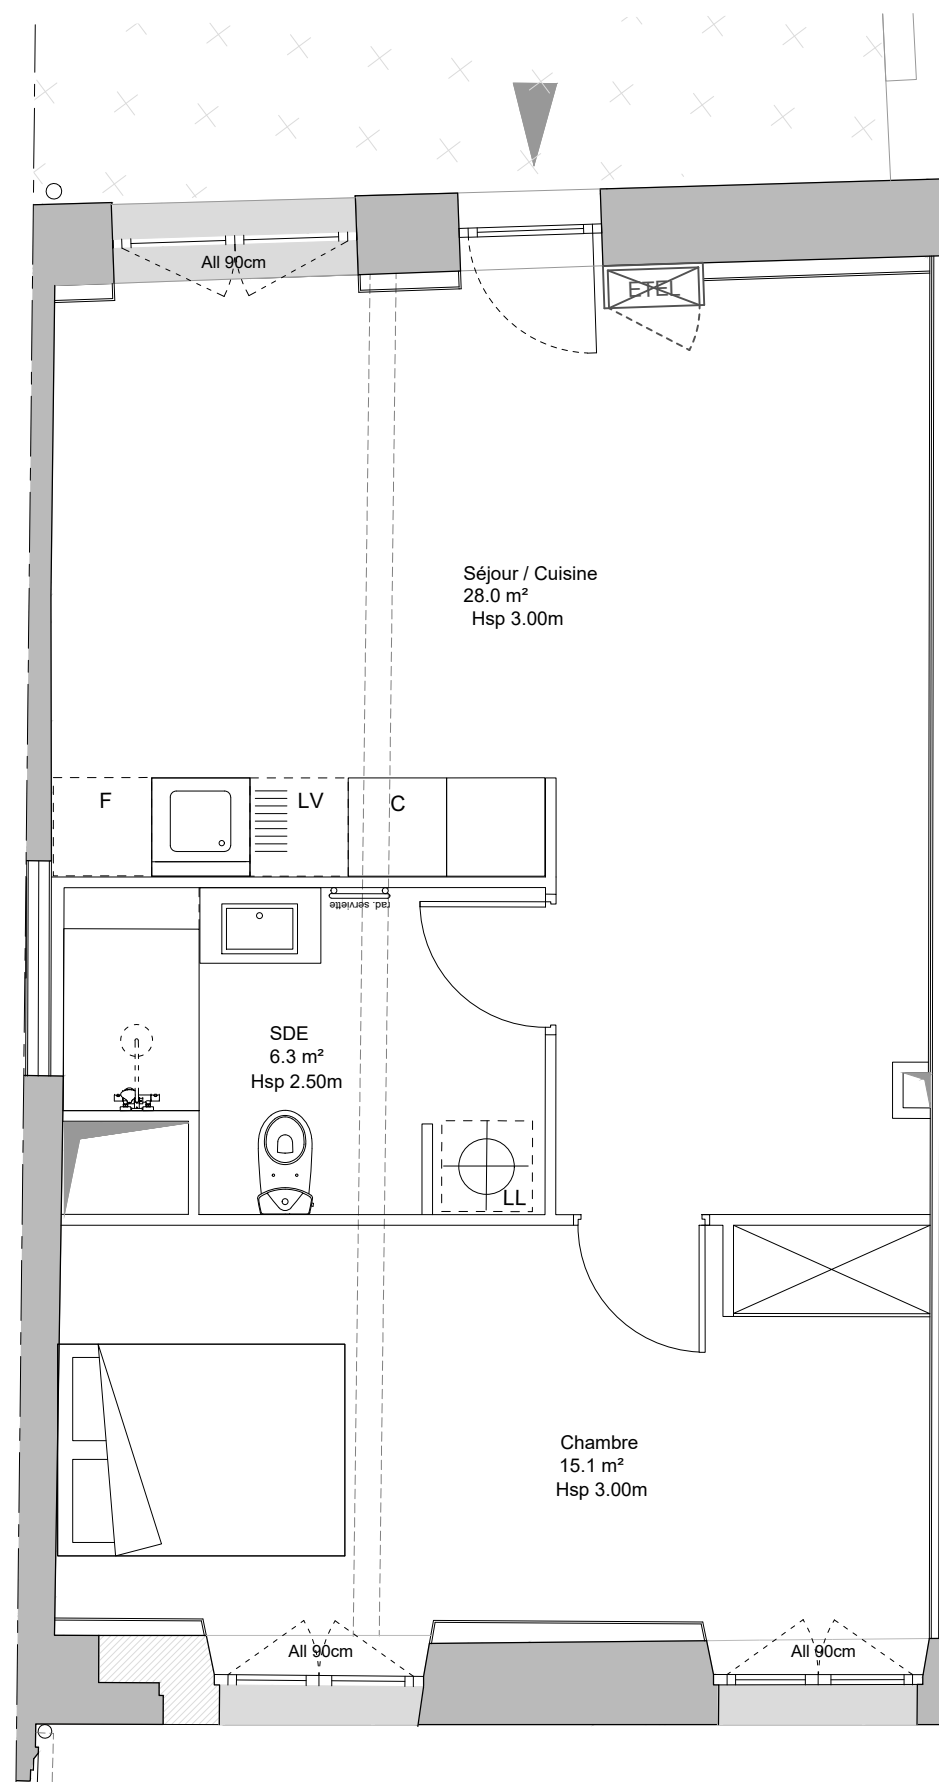 All 90cm
ETEL
Séjour / Cuisine
28.0 m²
Hsp 3.00m
F
LV
C
rad. serviette
SDE
6.3 m²
Hsp 2.50m
LL
Chambre
15.1 m²
Hsp 3.00m
All 90cm
All 90cm